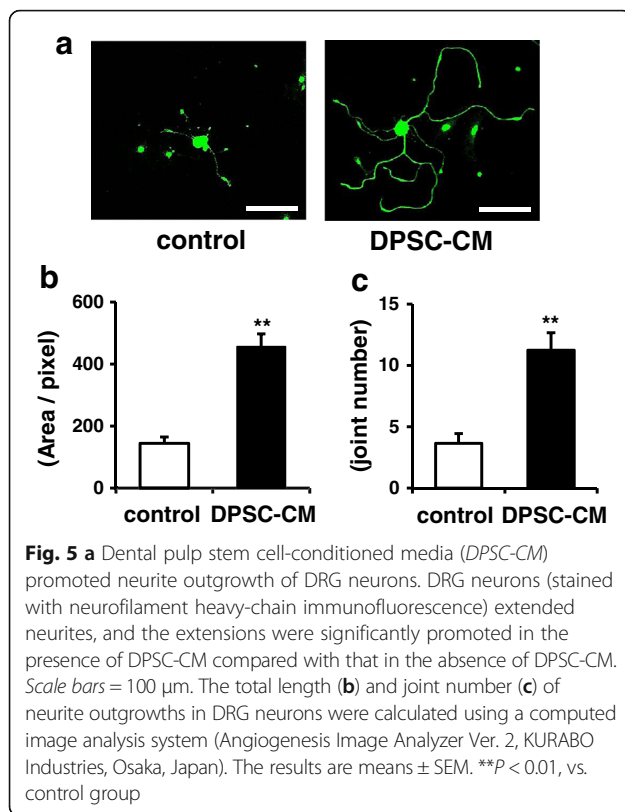 a
control DPSC-CM
b
(Area / pixel)
600
400
200
0
**
control DPSC-CM
c
(joint number)
15
10
5
0
**
control DPSC-CM
Fig. 5 a Dental pulp stem cell-conditioned media (DPSC-CM)
promoted neurite outgrowth of DRG neurons. DRG neurons (stained
with neurofilament heavy-chain immunofluorescence) extended
neurites, and the extensions were significantly promoted in the
presence of DPSC-CM compared with that in the absence of DPSC-CM.
Scale bars = 100 μm. The total length (b) and joint number (c) of
neurite outgrowths in DRG neurons were calculated using a computed
image analysis system (Angiogenesis Image Analyzer Ver. 2, KURABO
Industries, Osaka, Japan). The results are means ± SEM. **P < 0.01, vs.
control group